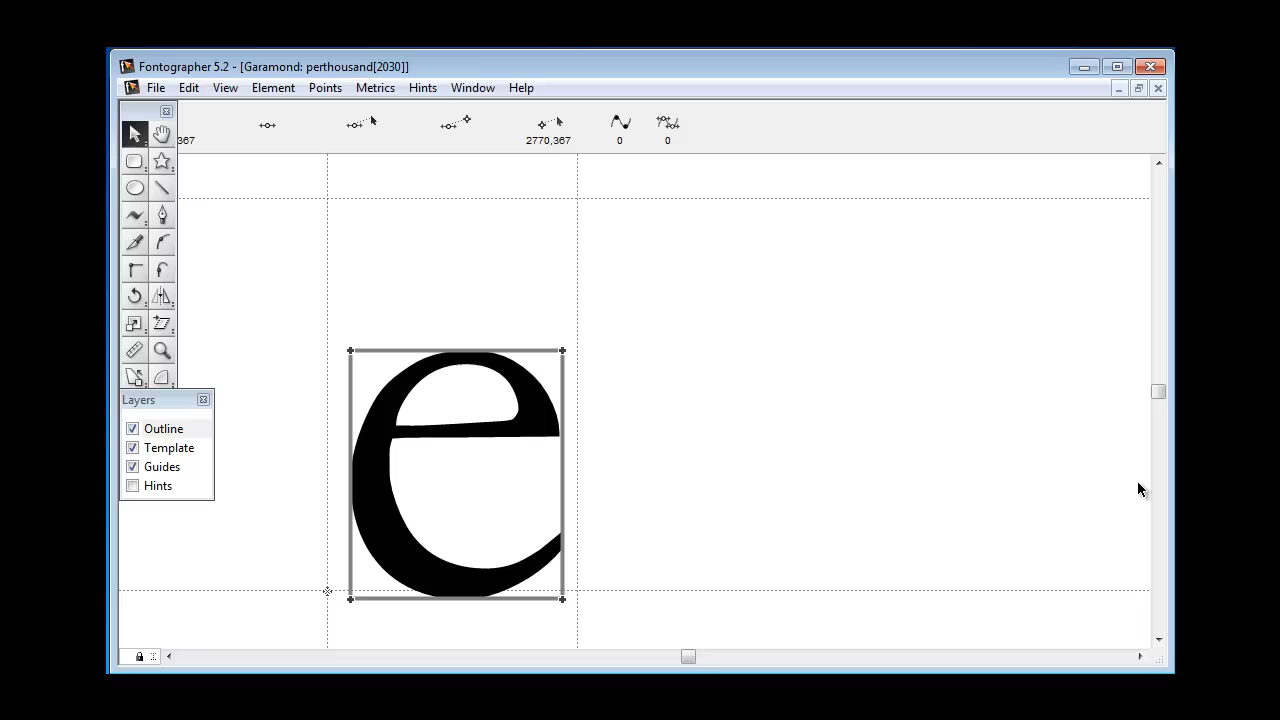 Fontographer 5.2 - [Garamond: perthousand[2030]]
File Edit View Element Points Metrics Hints Window Help
367 2770,367 0 0
Layers
Outline
Template
Guides
Hints
e